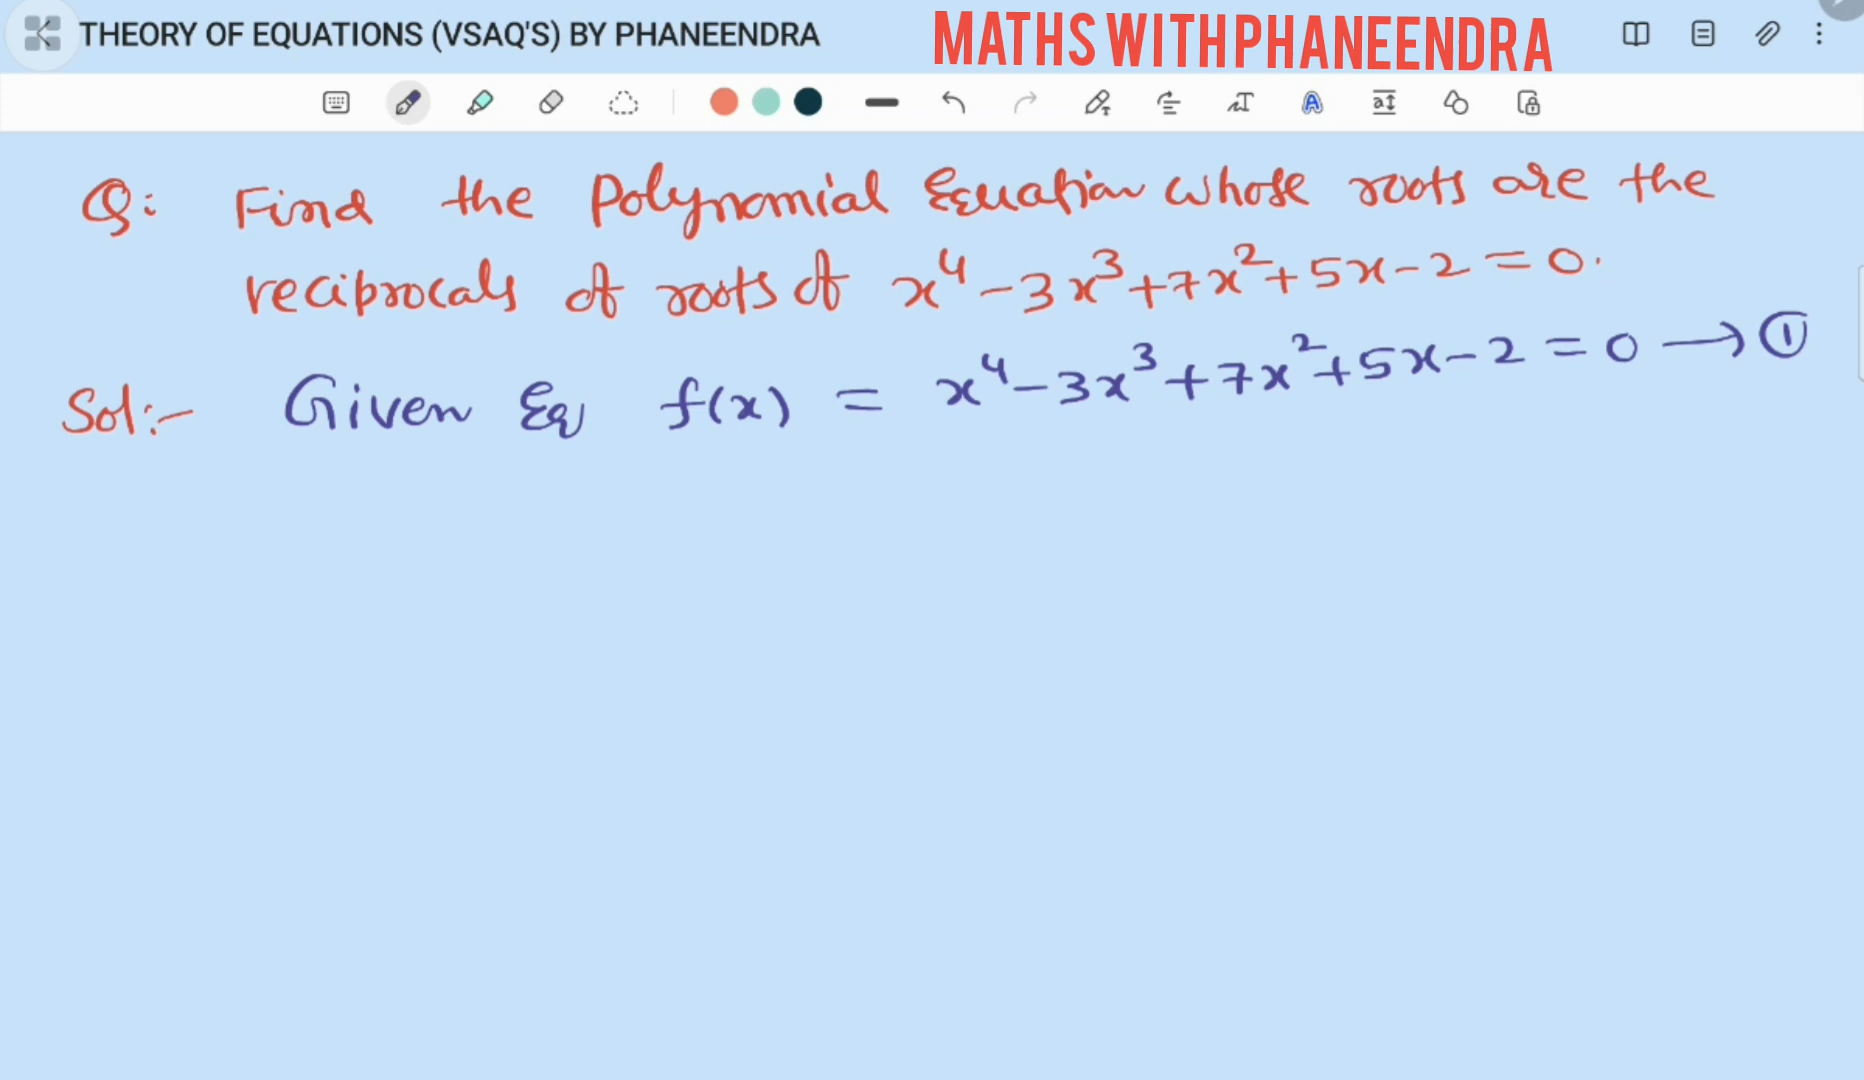 THEORY OF EQUATIONS (VSAQ'S) BY PHANEENDRA
MATHS WITH PHANEENDRA
Q: Find the Polynomial Equation whose roots are the
reciprocals of roots of x⁴-3x³+7x²+5x-2=0.
Sol:- Given Eq f(x) = x⁴-3x³+7x²+5x-2=0 → ①